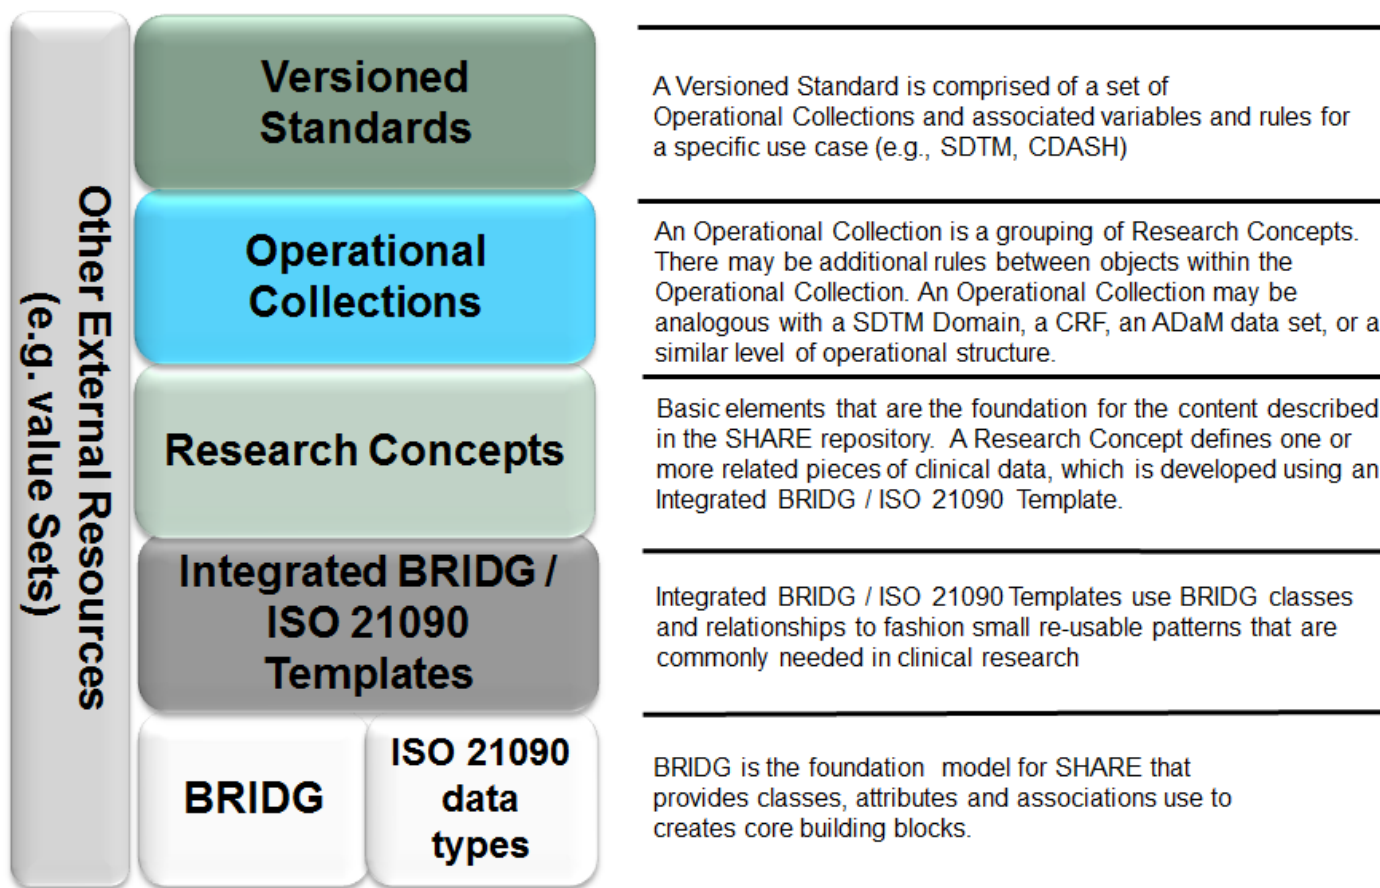 Other External Resources
(e.g. value Sets)
Versioned
Standards
A Versioned Standard is comprised of a set of
Operational Collections and associated variables and rules for
a specific use case (e.g., SDTM, CDASH)
Operational
Collections
An Operational Collection is a grouping of Research Concepts.
There may be additional rules between objects within the
Operational Collection. An Operational Collection may be
analogous with a SDTM Domain, a CRF, an ADaM data set, or a
similar level of operational structure.
Research Concepts
Basic elements that are the foundation for the content described
in the SHARE repository. A Research Concept defines one or
more related pieces of clinical data, which is developed using an
Integrated BRIDG / ISO 21090 Template.
Integrated BRIDG /
ISO 21090
Templates
Integrated BRIDG / ISO 21090 Templates use BRIDG classes
and relationships to fashion small re-usable patterns that are
commonly needed in clinical research
BRIDG
ISO 21090
data
types
BRIDG is the foundation model for SHARE that
provides classes, attributes and associations use to
creates core building blocks.